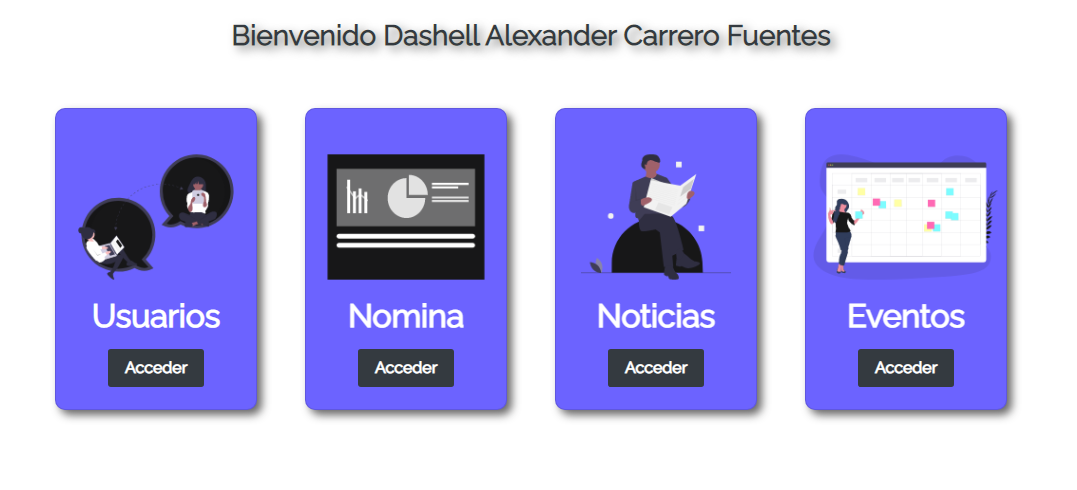 Bienvenido Dashell Alexander Carrero Fuentes
Usuarios
Acceder
Nomina
Acceder
Noticias
Acceder
Eventos
Acceder